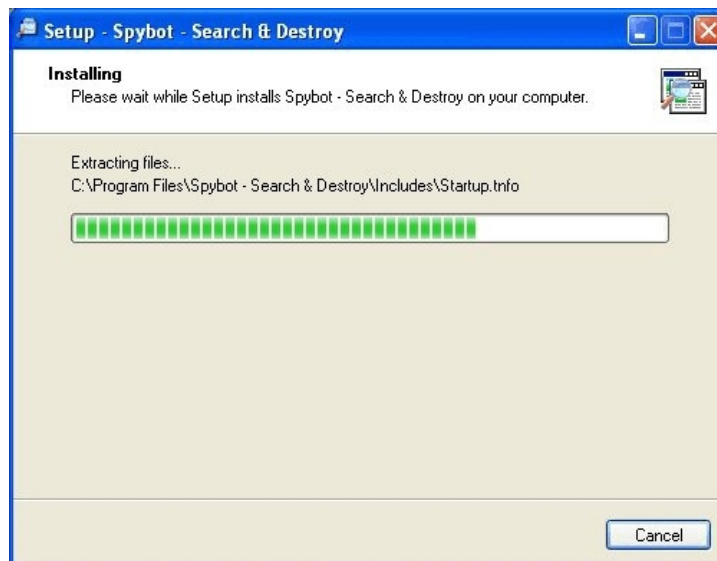 Setup - Spybot - Search & Destroy
Installing
Please wait while Setup installs Spybot - Search & Destroy on your computer.
Extracting files...
C:\Program Files\Spybot - Search & Destroy\Includes\Startup.tnfo
Cancel